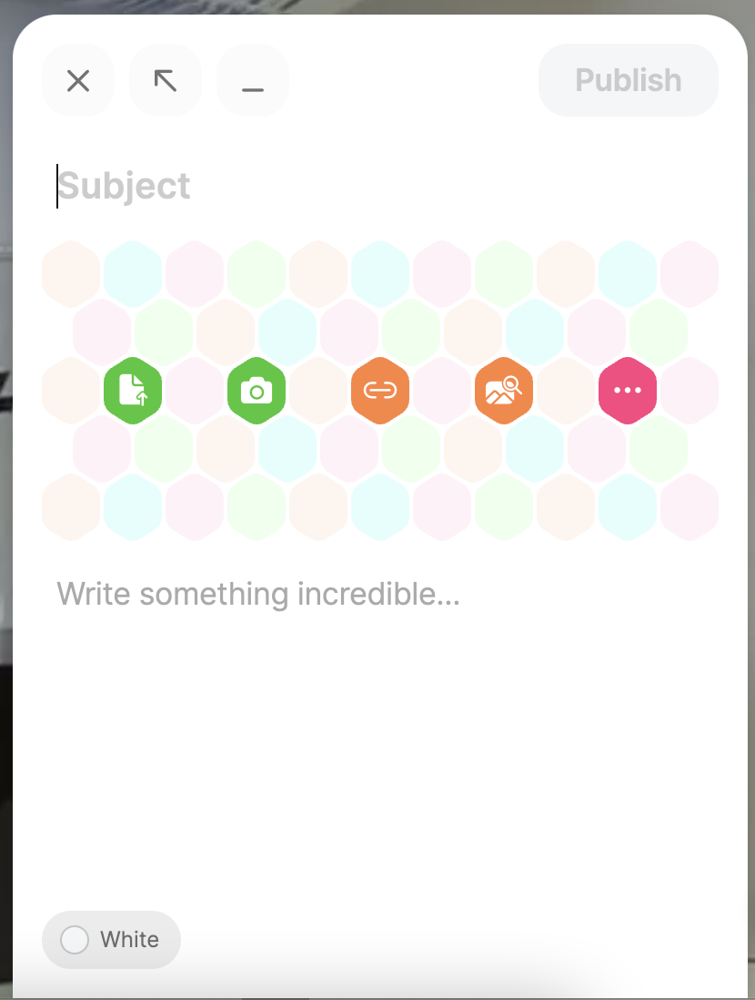 Publish
Subject
Write something incredible...
White